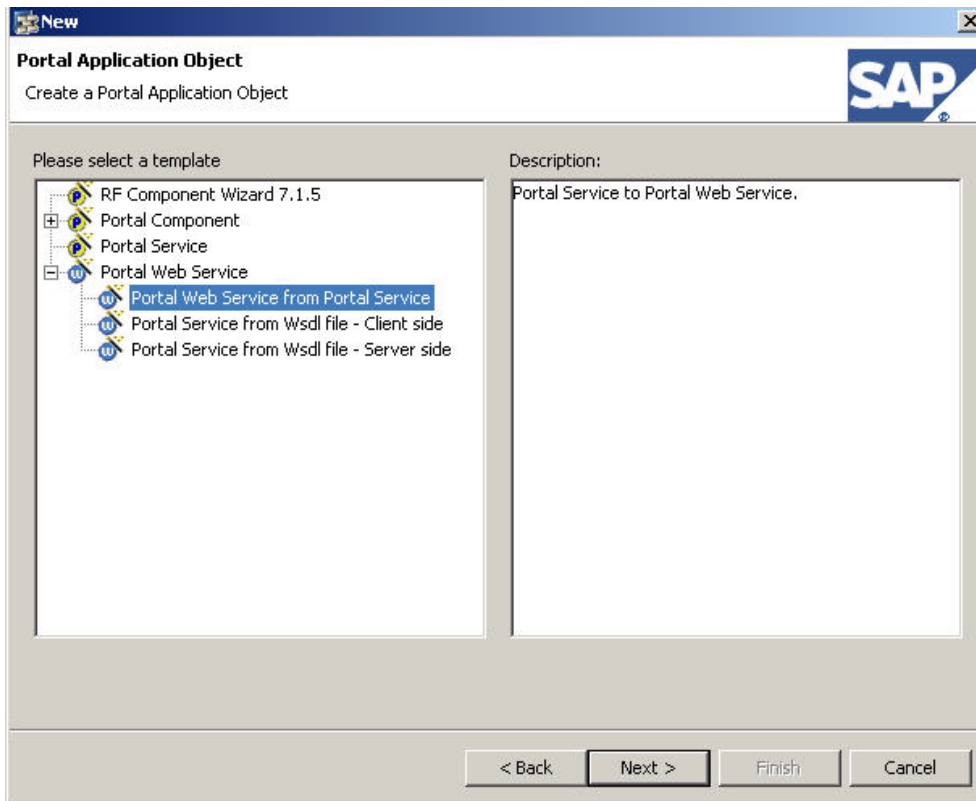 New
Portal Application Object
Create a Portal Application Object
SAP
Please select a template
Description:
RF Component Wizard 7.1.5
Portal Component
Portal Service
Portal Web Service
Portal Web Service from Portal Service
Portal Service from Wsdl file - Client side
Portal Service from Wsdl file - Server side
Portal Service to Portal Web Service.
< Back
Next >
Finish
Cancel